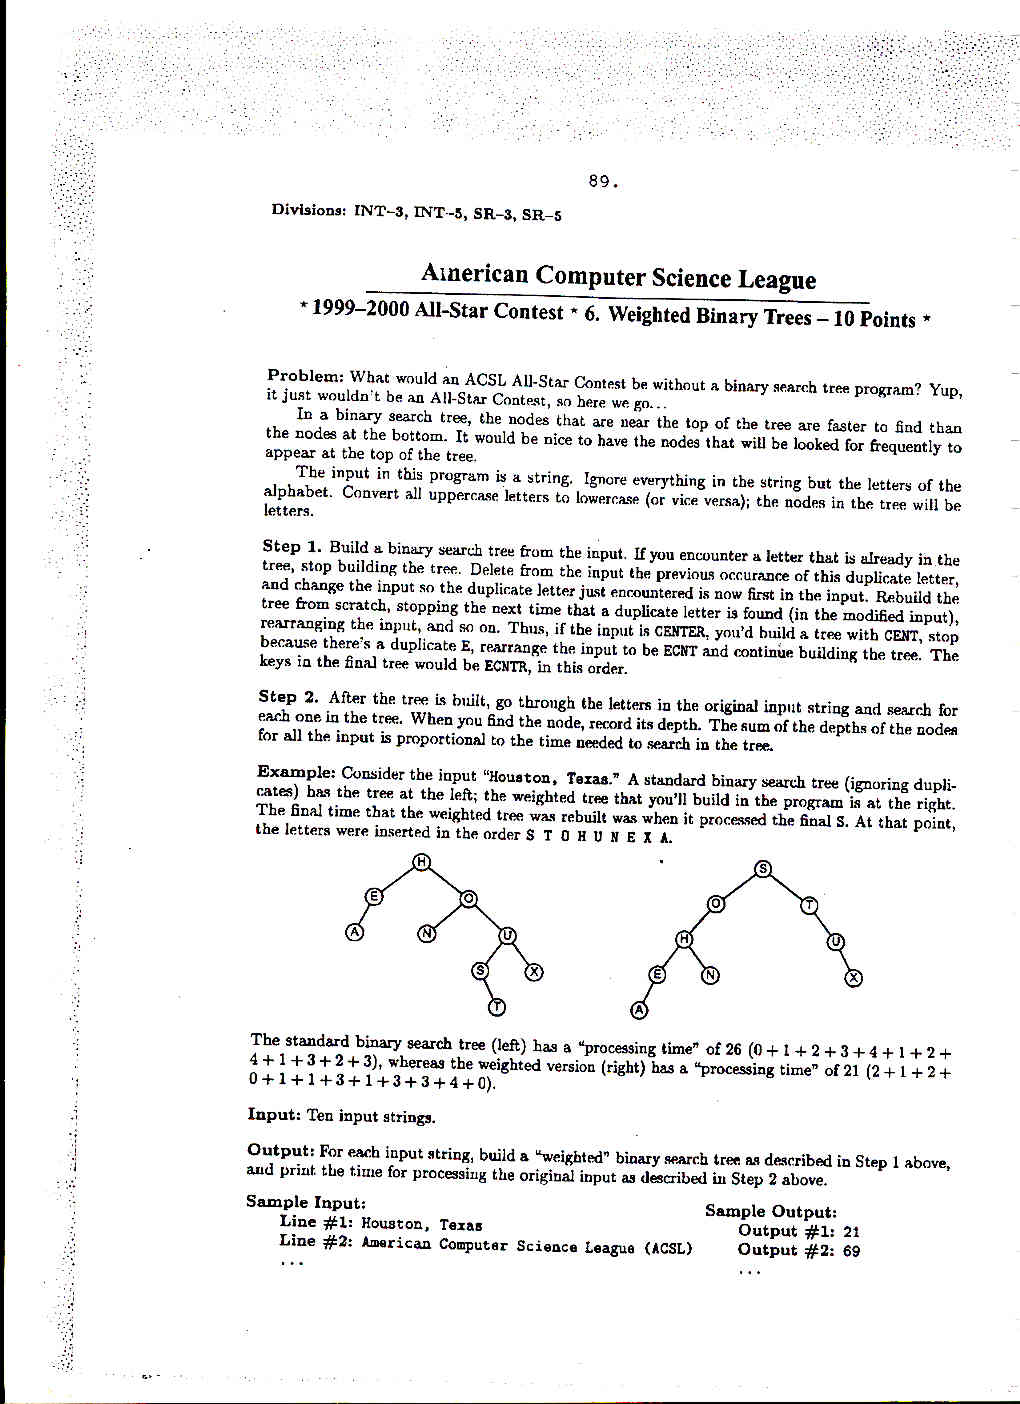 89.
Divisions: INT-3, INT-5, SR-3, SR-5
American Computer Science League
* 1999–2000 All-Star Contest * 6. Weighted Binary Trees – 10 Points *
Problem: What would an ACSL All-Star Contest be without a binary search tree program? Yup,
it just wouldn't be an All-Star Contest, so here we go...
In a binary search tree, the nodes that are near the top of the tree are faster to find than
the nodes at the bottom. It would be nice to have the nodes that will be looked for frequently to
appear at the top of the tree.
The input in this program is a string. Ignore everything in the string but the letters of the
alphabet. Convert all uppercase letters to lowercase (or vice versa); the nodes in the tree will be
letters.
Step 1. Build a binary search tree from the input. If you encounter a letter that is already in the
tree, stop building the tree. Delete from the input the previous occurance of this duplicate letter,
and change the input so the duplicate letter just encountered is now first in the input. Rebuild the
tree from scratch, stopping the next time that a duplicate letter is found (in the modified input),
rearranging the input, and so on. Thus, if the input is CENTER, you'd build a tree with CENT, stop
because there's a duplicate E, rearrange the input to be ECNT and continue building the tree. The
keys in the final tree would be ECNTR, in this order.
Step 2. After the tree is built, go through the letters in the original input string and search for
each one in the tree. When you find the node, record its depth. The sum of the depths of the nodes
for all the input is proportional to the time needed to search in the tree.
Example: Consider the input "Houston, Texas." A standard binary search tree (ignoring dupli-
cates) has the tree at the left; the weighted tree that you'll build in the program is at the right.
The final time that the weighted tree was rebuilt was when it processed the final S. At that point,
the letters were inserted in the order S T O H U N E X A.
H
S
E
O
O
T
A
N
U
H
U
S
X
E
N
X
T
A
The standard binary search tree (left) has a "processing time" of 26 (0 + 1 + 2 + 3 + 4 + 1 + 2 +
4 + 1 + 3 + 2 + 3), whereas the weighted version (right) has a "processing time" of 21 (2 + 1 + 2 +
0 + 1 + 1 + 3 + 1 + 3 + 3 + 4 + 0).
Input: Ten input strings.
Output: For each input string, build a "weighted" binary search tree as described in Step 1 above,
and print the time for processing the original input as described in Step 2 above.
Sample Input:
Line #1: Houston, Texas
Line #2: American Computer Science League (ACSL)
...
Sample Output:
Output #1: 21
Output #2: 69
...